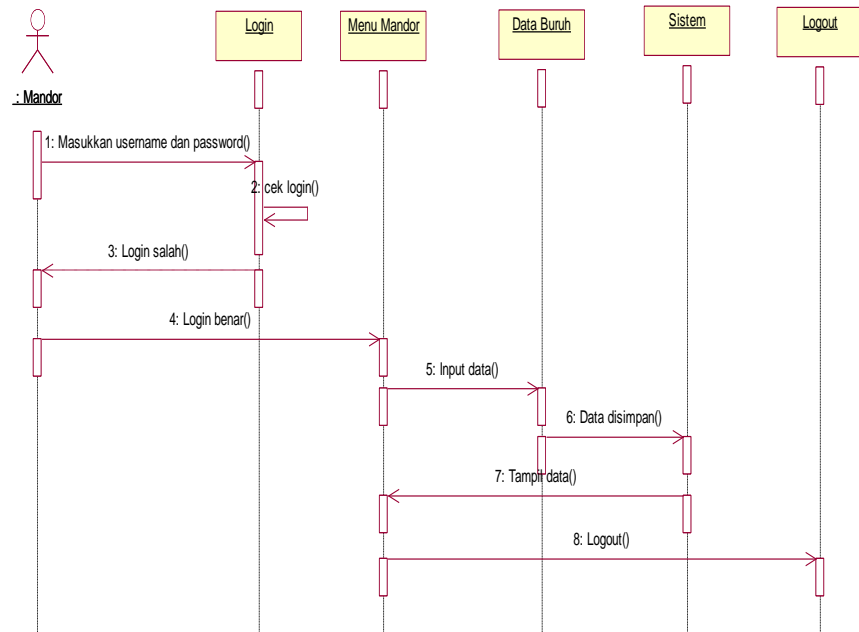 Login
Menu Mandor
Data Buruh
Sistem
Logout
: Mandor
1: Masukkan username dan password()
2: cek login()
3: Login salah()
4: Login benar()
5: Input data()
6: Data disimpan()
7: Tampil data()
8: Logout()